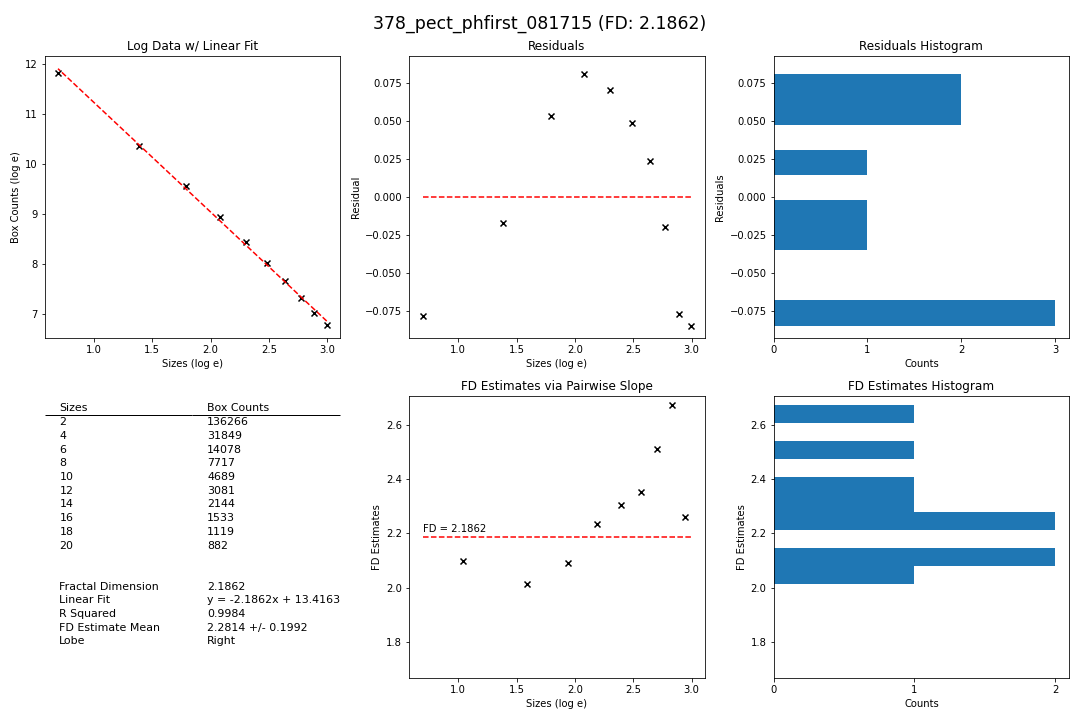 378_pect_phfirst_081715 (FD: 2.1862)
Log Data w/ Linear Fit
12
11
10
9
8
7
Box Counts (log e)
1.0 1.5 2.0 2.5 3.0
Sizes (log e)
Residuals
0.075
0.050
0.025
0.000
−0.025
−0.050
−0.075
Residual
1.0 1.5 2.0 2.5 3.0
Sizes (log e)
Residuals Histogram
0.075
0.050
0.025
0.000
−0.025
−0.050
−0.075
Residuals
0 1 2 3
Counts
Sizes Box Counts
2 136266
4 31849
6 14078
8 7717
10 4689
12 3081
14 2144
16 1533
18 1119
20 882
Fractal Dimension 2.1862
Linear Fit y = -2.1862x + 13.4163
R Squared 0.9984
FD Estimate Mean 2.2814 +/- 0.1992
Lobe Right
FD Estimates via Pairwise Slope
2.6
2.4
2.2
2.0
1.8
FD Estimates
FD = 2.1862
1.0 1.5 2.0 2.5 3.0
Sizes (log e)
FD Estimates Histogram
2.6
2.4
2.2
2.0
1.8
FD Estimates
0 1 2
Counts